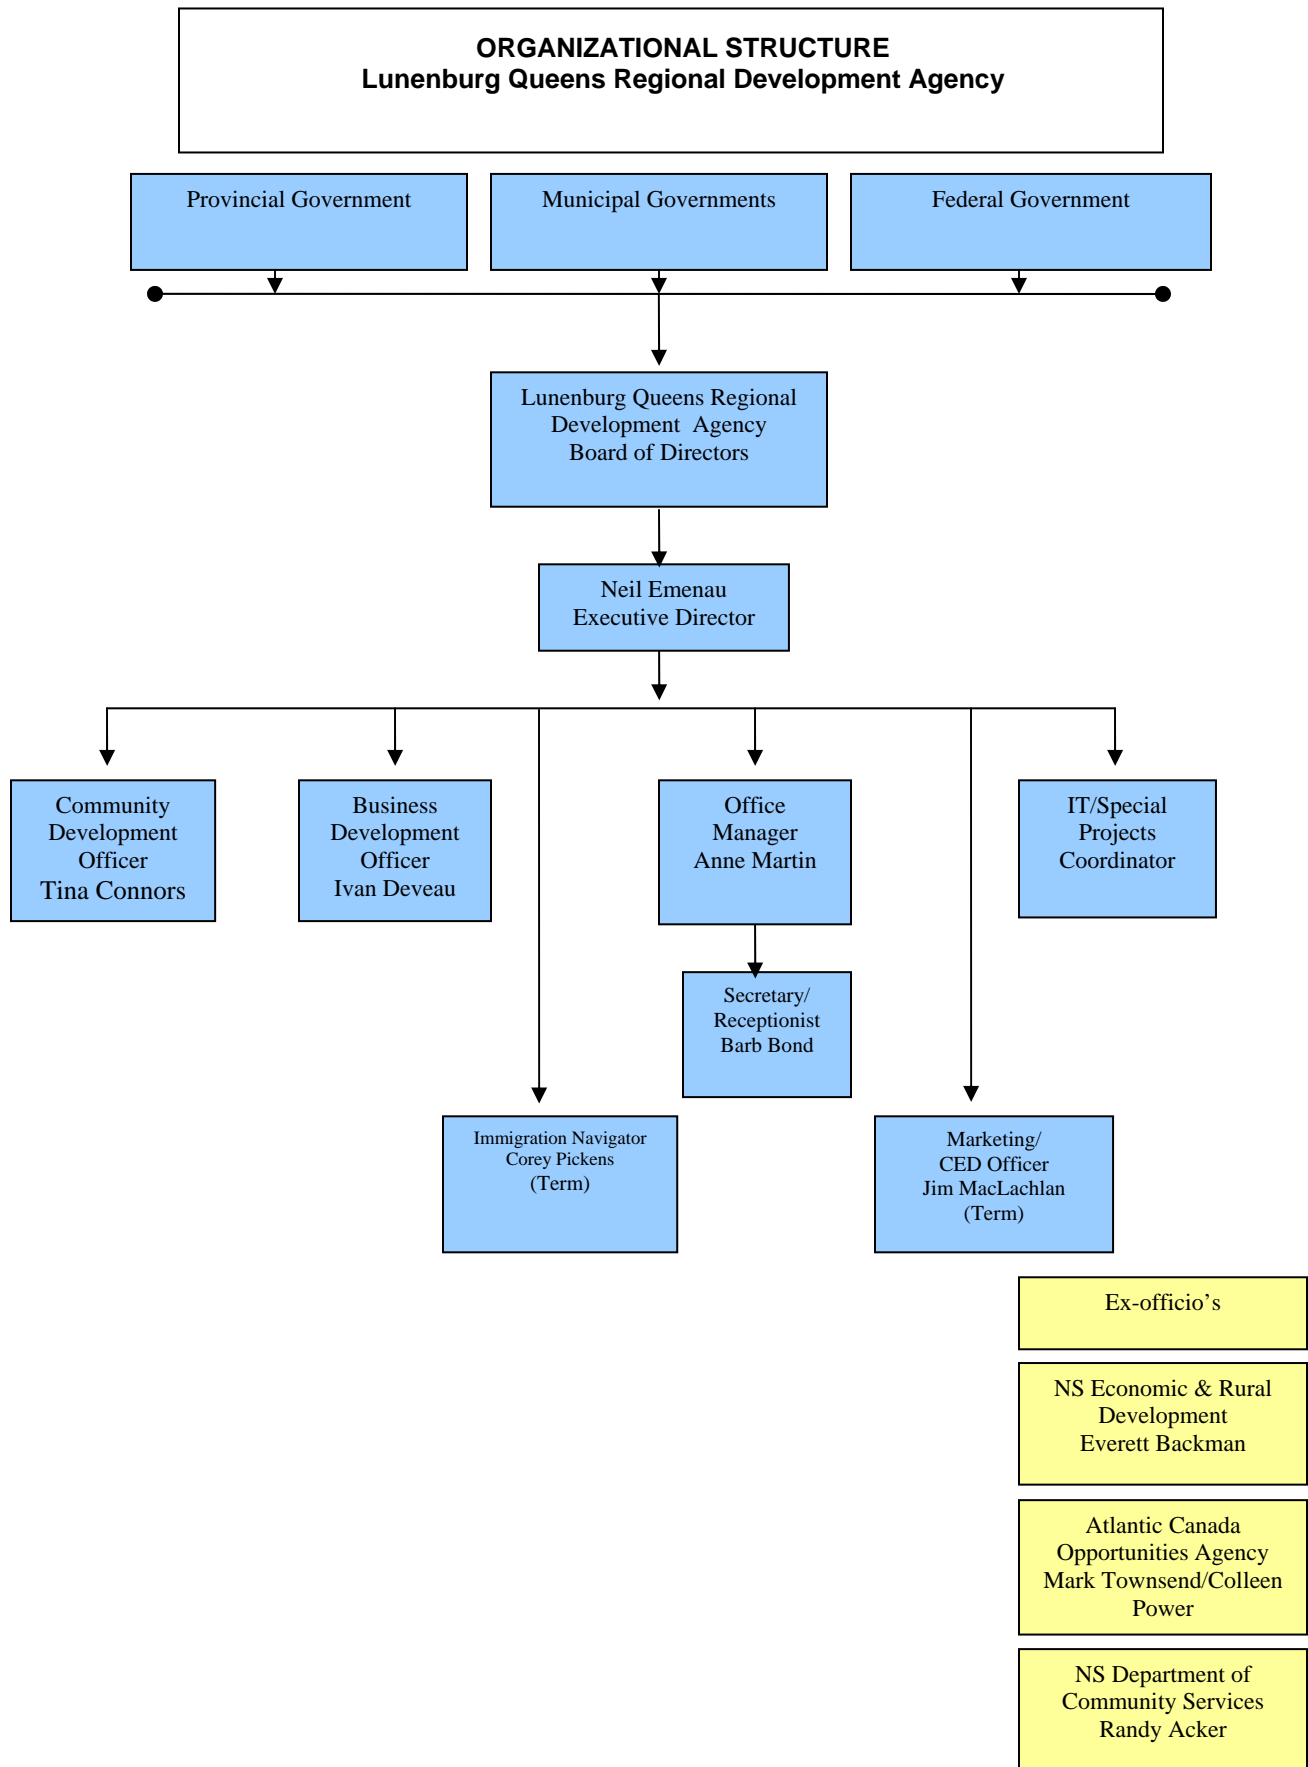 ORGANIZATIONAL STRUCTURE
Lunenburg Queens Regional Development Agency
Provincial Government
Municipal Governments
Federal Government
Lunenburg Queens Regional
Development Agency
Board of Directors
Neil Emenau
Executive Director
Community
Development
Officer
Tina Connors
Business
Development
Officer
Ivan Deveau
Office
Manager
Anne Martin
IT/Special
Projects
Coordinator
Secretary/
Receptionist
Barb Bond
Immigration Navigator
Corey Pickens
(Term)
Marketing/
CED Officer
Jim MacLachlan
(Term)
Ex-officio’s
NS Economic & Rural
Development
Everett Backman
Atlantic Canada
Opportunities Agency
Mark Townsend/Colleen
Power
NS Department of
Community Services
Randy Acker